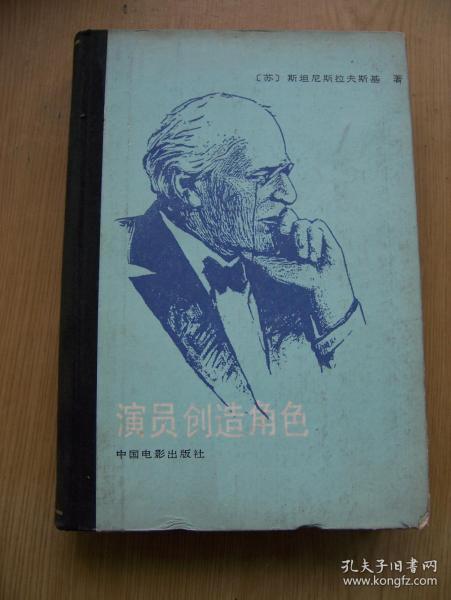 〔苏〕斯坦尼斯拉夫斯基 著
演员创造角色
中国电影出版社
孔夫子旧书网
www.kongfz.com